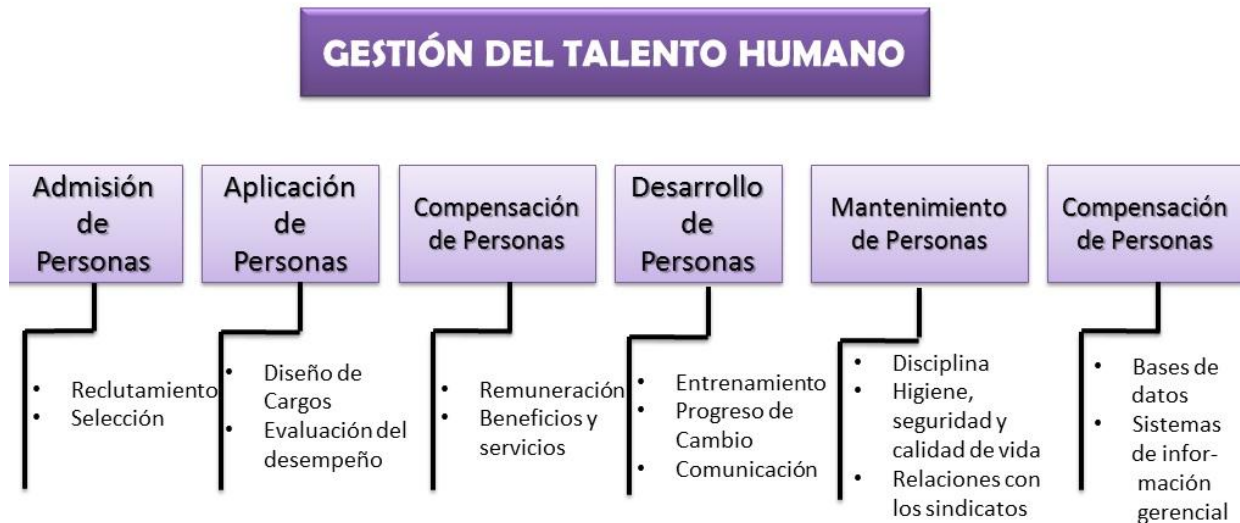 GESTIÓN DEL TALENTO HUMANO
Admisión
de
Personas
• Reclutamiento
• Selección
Aplicación
de
Personas
• Diseño de
Cargos
• Evaluación del
desempeño
Compensación
de Personas
• Remuneración
• Beneficios y
servicios
Desarrollo
de
Personas
• Entrenamiento
• Progreso de
Cambio
• Comunicación
Mantenimiento
de Personas
• Disciplina
• Higiene,
seguridad y
calidad de vida
• Relaciones con
los sindicatos
Compensación
de Personas
• Bases de
datos
• Sistemas
de infor-
mación
gerencial